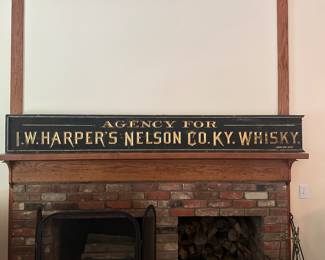 AGENCY FOR
I.W. HARPER'S NELSON CO. KY. WHISKY.